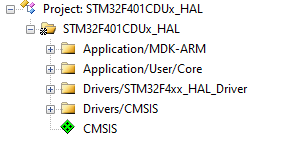 Project: STM32F401CDUx_HAL
STM32F401CDUx_HAL
Application/MDK-ARM
Application/User/Core
Drivers/STM32F4xx_HAL_Driver
Drivers/CMSIS
CMSIS